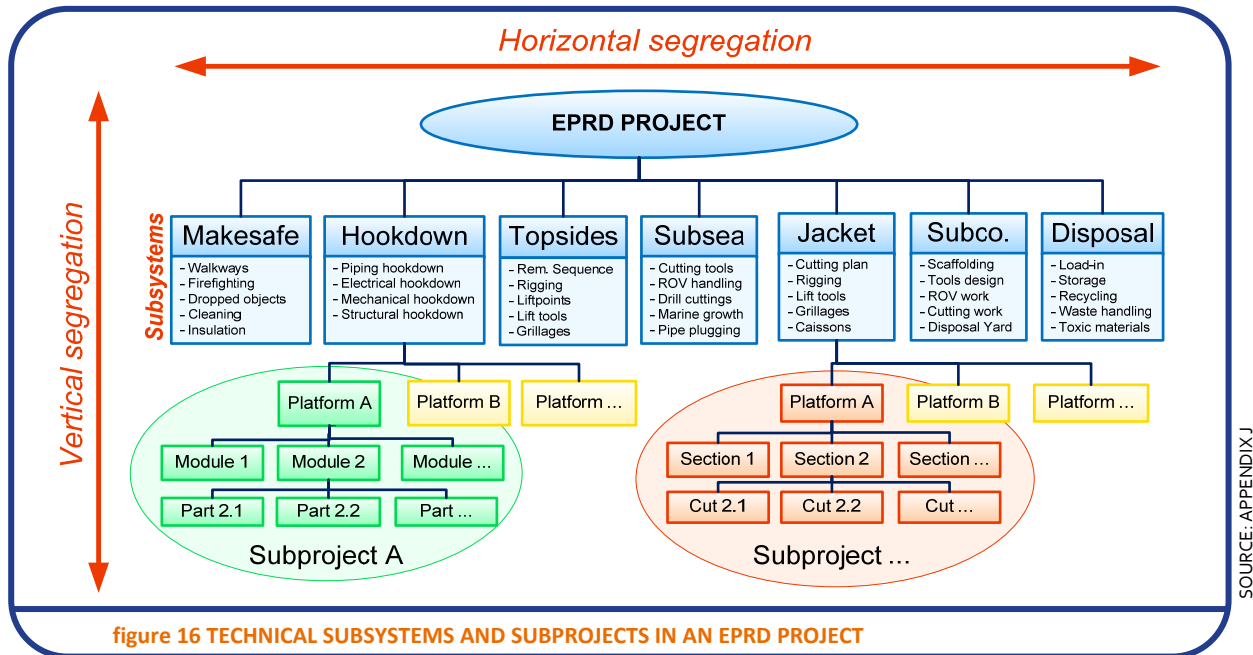 Horizontal segregation
Vertical segregation
EPRD PROJECT
Subsystems
Makesafe
- Walkways
- Firefighting
- Dropped objects
- Cleaning
- Insulation
Hookdown
- Piping hookdown
- Electrical hookdown
- Mechanical hookdown
- Structural hookdown
Topsides
- Rem. Sequence
- Rigging
- Liftpoints
- Lift tools
- Grillages
Subsea
- Cutting tools
- ROV handling
- Drill cuttings
- Marine growth
- Pipe plugging
Jacket
- Cutting plan
- Rigging
- Lift tools
- Grillages
- Caissons
Subco.
- Scaffolding
- Tools design
- ROV work
- Cutting work
- Disposal Yard
Disposal
- Load-in
- Storage
- Recycling
- Waste handling
- Toxic materials
Platform A
Platform B
Platform ...
Module 1
Module 2
Module ...
Part 2.1
Part 2.2
Part ...
Subproject A
Platform A
Platform B
Platform ...
Section 1
Section 2
Section ...
Cut 2.1
Cut 2.2
Cut ...
Subproject ...
SOURCE: APPENDIX J
figure 16 TECHNICAL SUBSYSTEMS AND SUBPROJECTS IN AN EPRD PROJECT